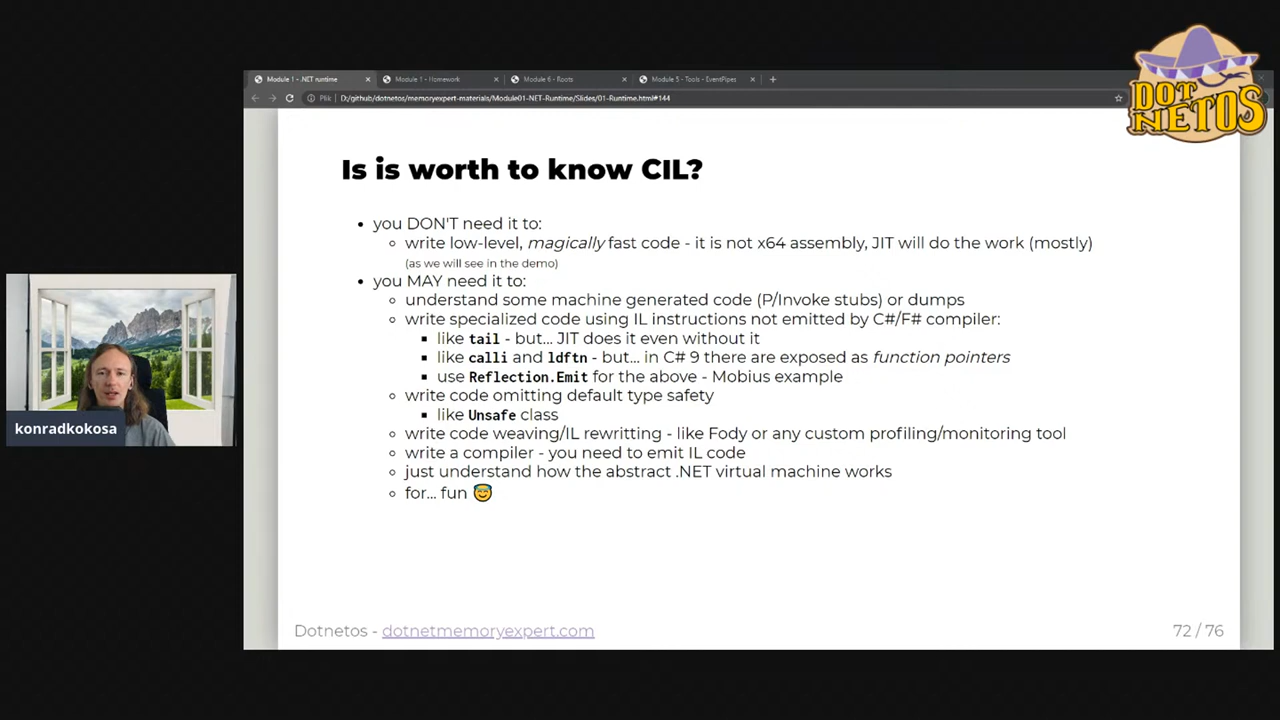 DOT
NETOS
Module 1 - .NET runtime
Module 1 - Homework
Module 6 - Roots
Module 5 - Tools - EventPipes
Plik
D:/github/dotnetos/memoryexpert-materials/Module01-NET-Runtime/Slides/01-Runtime.html#144
Is is worth to know CIL?
you DON'T need it to:
write low-level, magically fast code - it is not x64 assembly, JIT will do the work (mostly)
(as we will see in the demo)
you MAY need it to:
understand some machine generated code (P/Invoke stubs) or dumps
write specialized code using IL instructions not emitted by C#/F# compiler:
like tail - but... JIT does it even without it
like calli and ldftn - but... in C# 9 there are exposed as function pointers
use Reflection.Emit for the above - Mobius example
write code omitting default type safety
like Unsafe class
write code weaving/IL rewritting - like Fody or any custom profiling/monitoring tool
write a compiler - you need to emit IL code
just understand how the abstract .NET virtual machine works
for... fun 😇
konradkokosa
Dotnetos - dotnetmemoryexpert.com
72 / 76